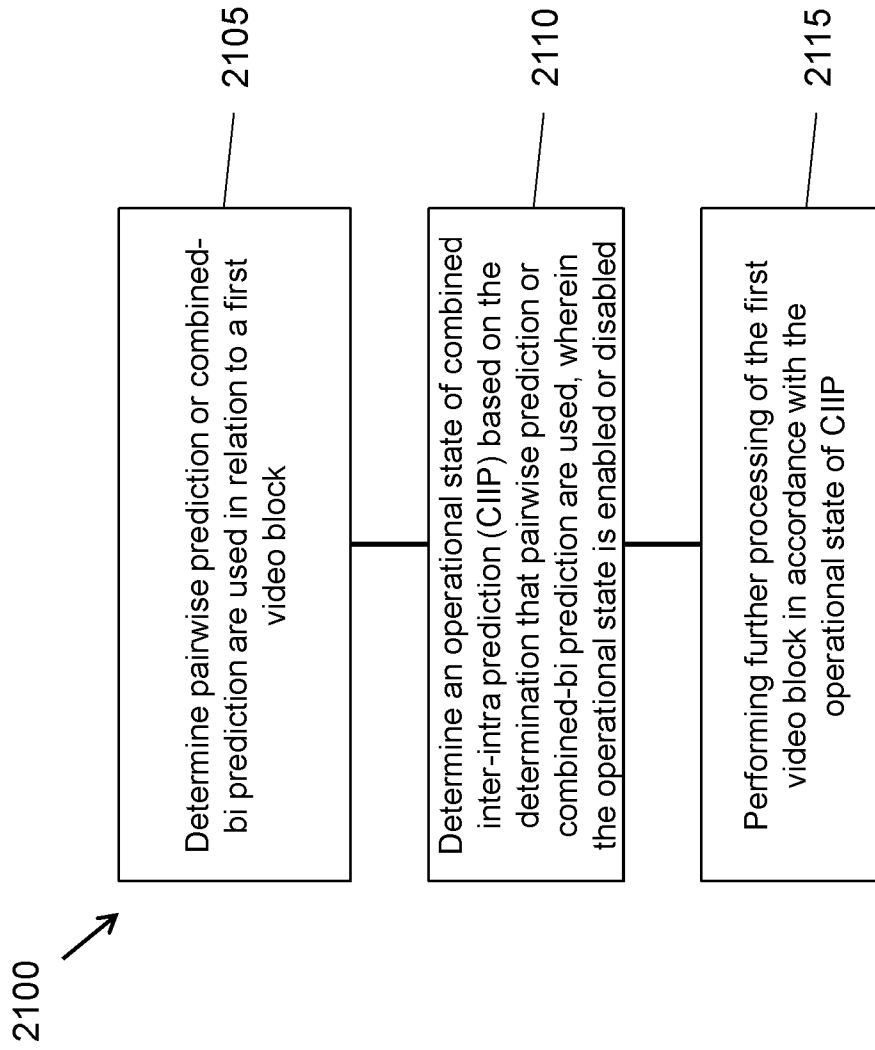 2100
Determine pairwise prediction or combined-
bi prediction are used in relation to a first
video block
2105
Determine an operational state of combined
inter-intra prediction (CIIP) based on the
determination that pairwise prediction or
combined-bi prediction are used, wherein
the operational state is enabled or disabled
2110
Performing further processing of the first
video block in accordance with the
operational state of CIIP
2115